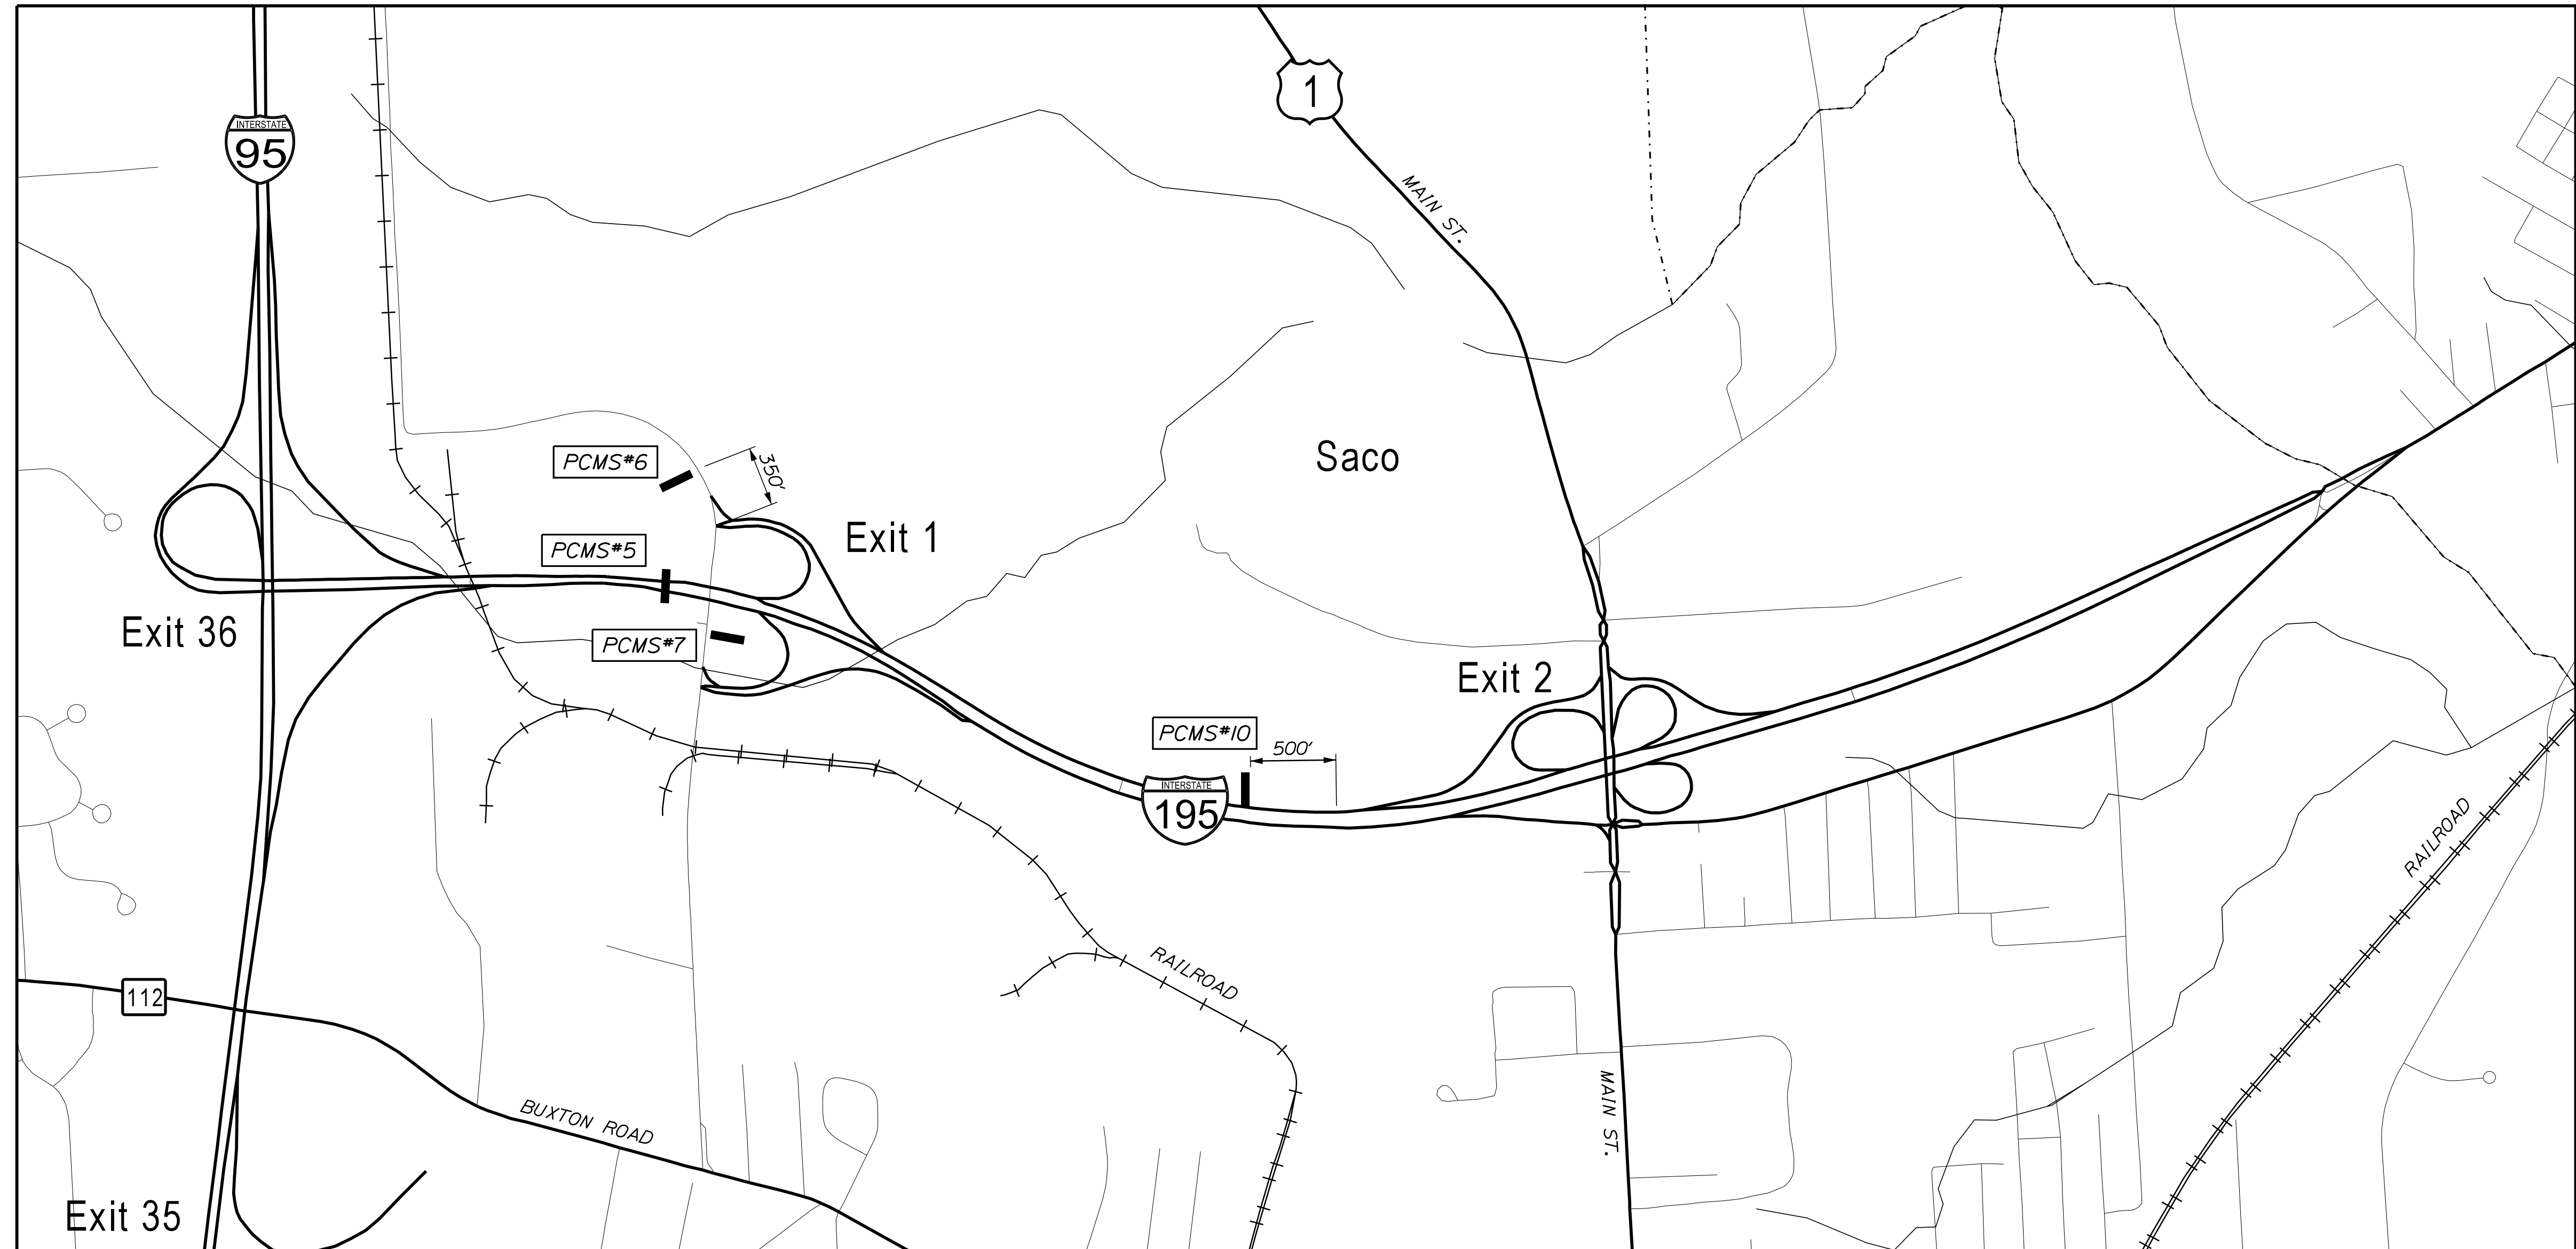 1
INTERSTATE
95
MAIN ST.
PCMS#6
350'
Saco
Exit 1
PCMS#5
Exit 36
PCMS#7
Exit 2
PCMS#10
500'
INTERSTATE
195
RAILROAD
RAILROAD
112
MAIN ST.
BUXTON ROAD
Exit 35